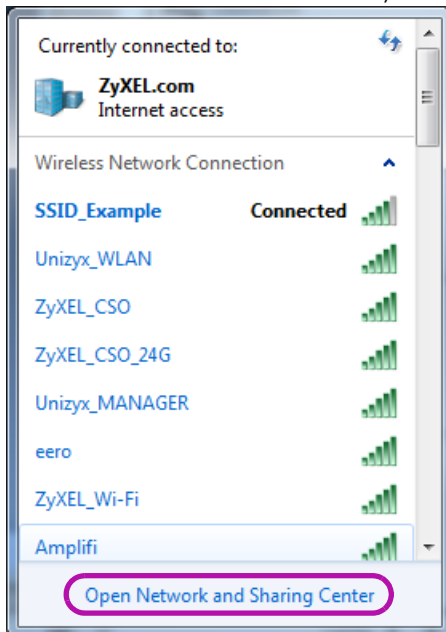 Currently connected to:
ZyXEL.com
Internet access
Wireless Network Connection
SSID_Example Connected
Unizyx_WLAN
ZyXEL_CSO
ZyXEL_CSO_24G
Unizyx_MANAGER
eero
ZyXEL_Wi-Fi
Amplifi
Open Network and Sharing Center